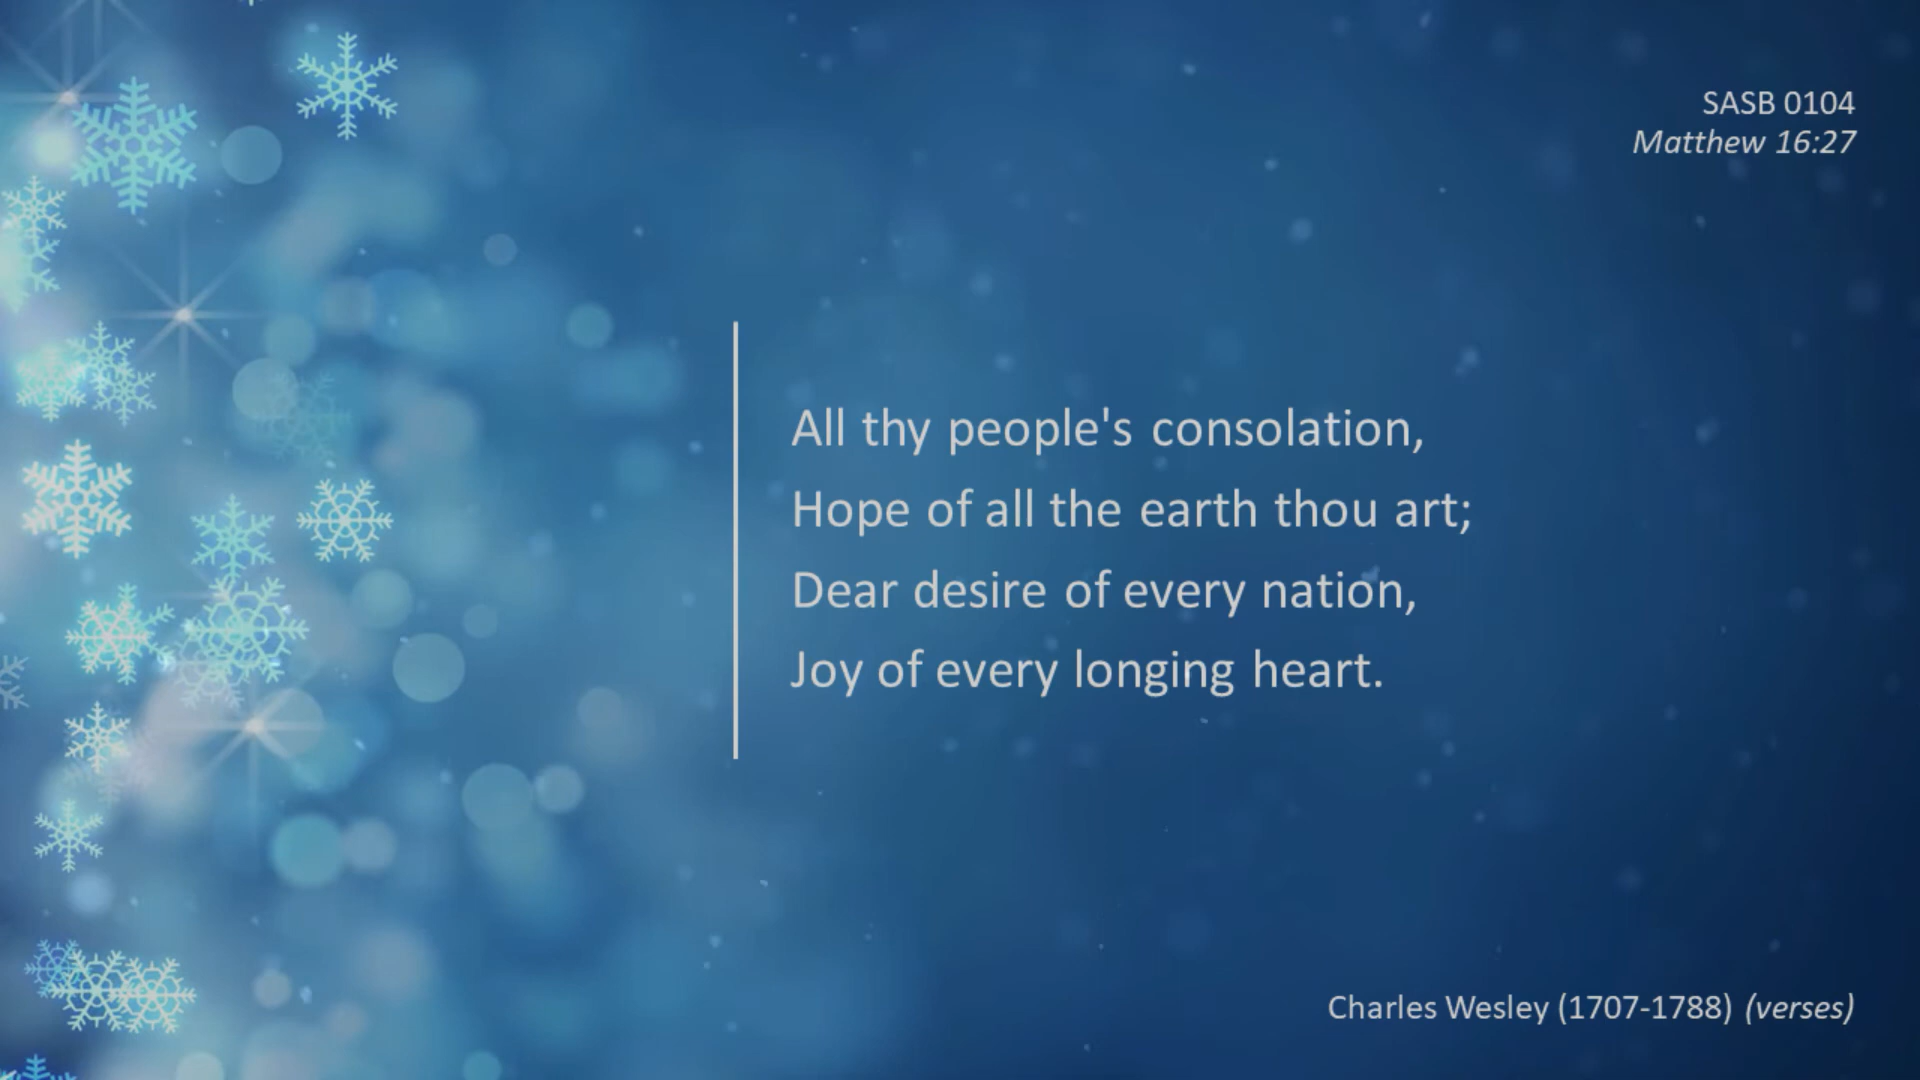 SASB 0104
Matthew 16:27
All thy people's consolation,
Hope of all the earth thou art;
Dear desire of every nation,
Joy of every longing heart.
Charles Wesley (1707-1788) (verses)